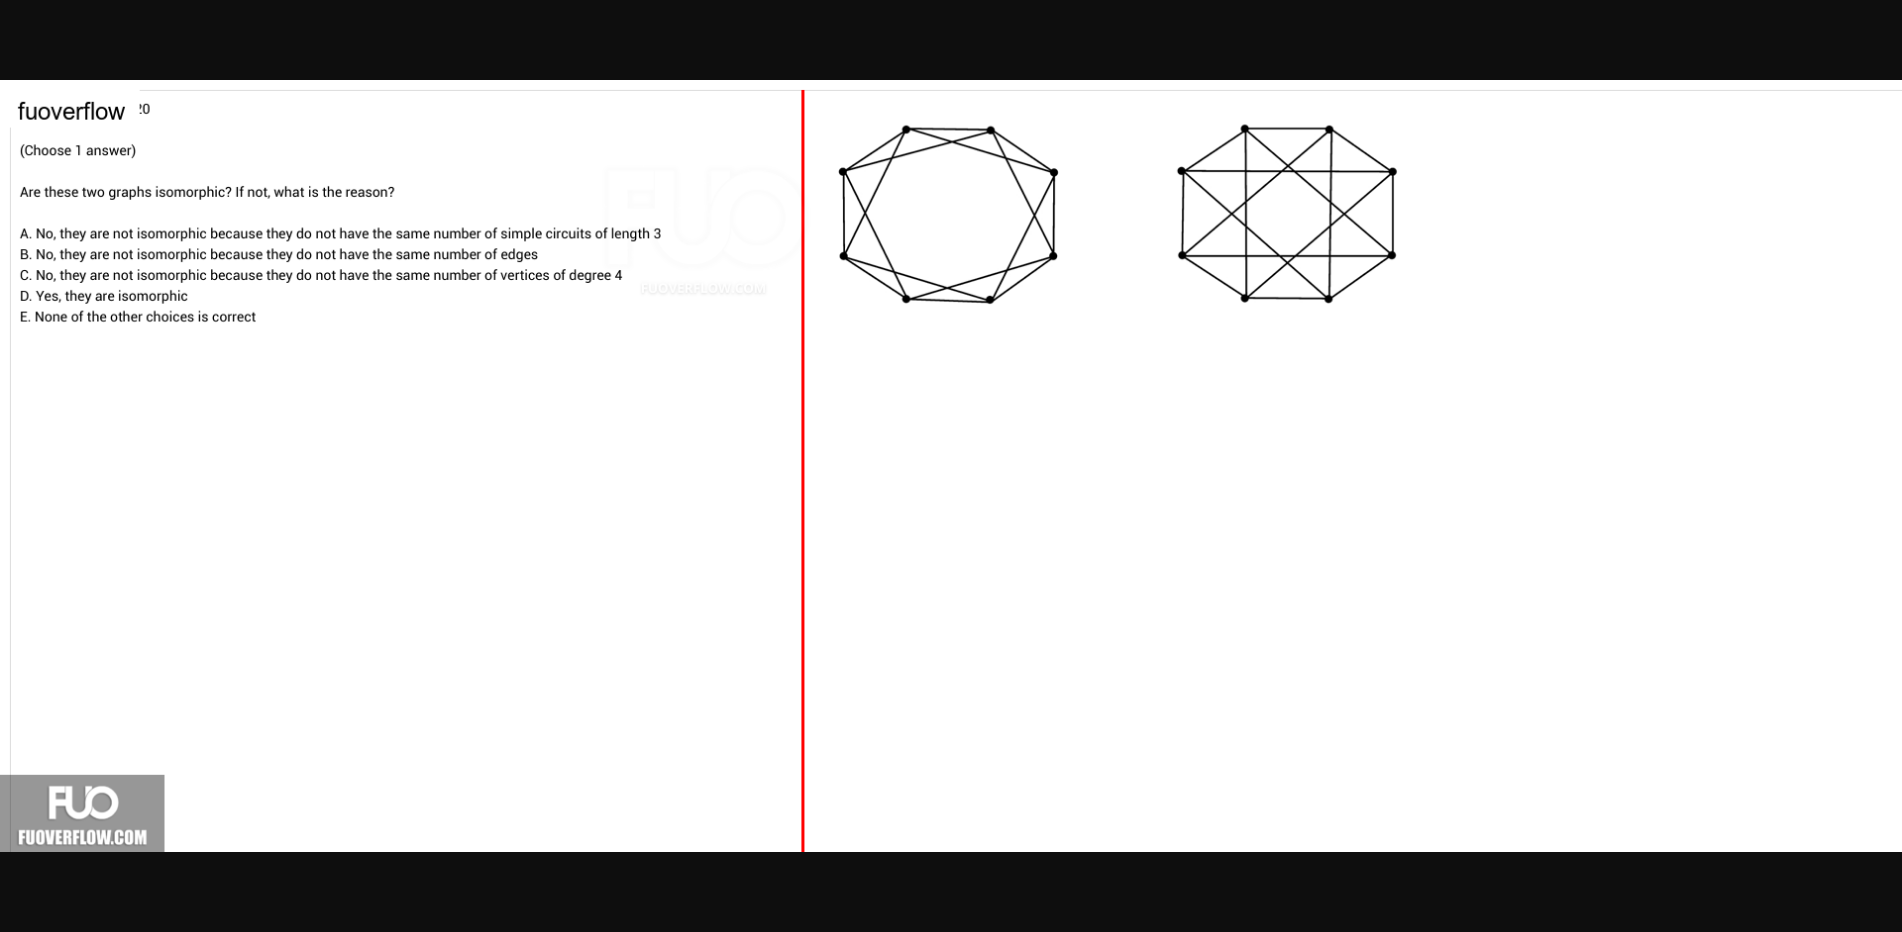 fuoverflow
20
(Choose 1 answer)
Are these two graphs isomorphic? If not, what is the reason?
A. No, they are not isomorphic because they do not have the same number of simple circuits of length 3
B. No, they are not isomorphic because they do not have the same number of edges
C. No, they are not isomorphic because they do not have the same number of vertices of degree 4
D. Yes, they are isomorphic
E. None of the other choices is correct
FUO
FUOVERFLOW.COM
FUO
FUOVERFLOW.COM